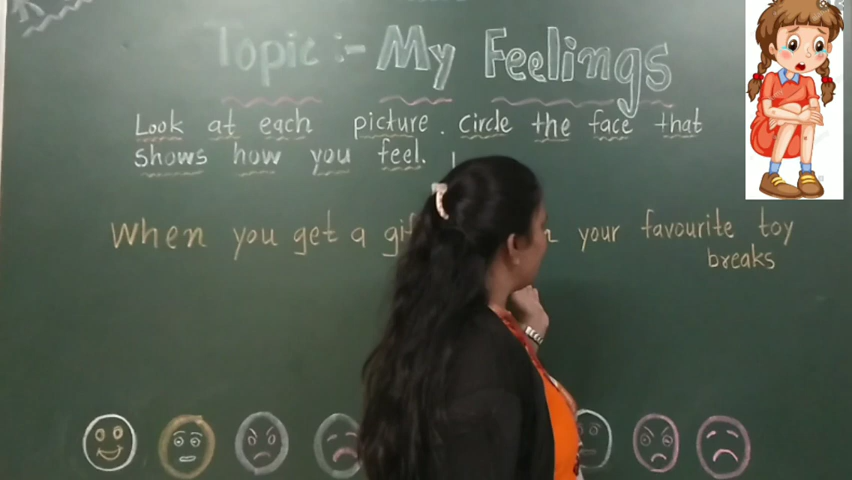 Topic :- My Feelings
Look at each picture. Circle the face that
shows how you feel.
When you get a your favourite toy
breaks